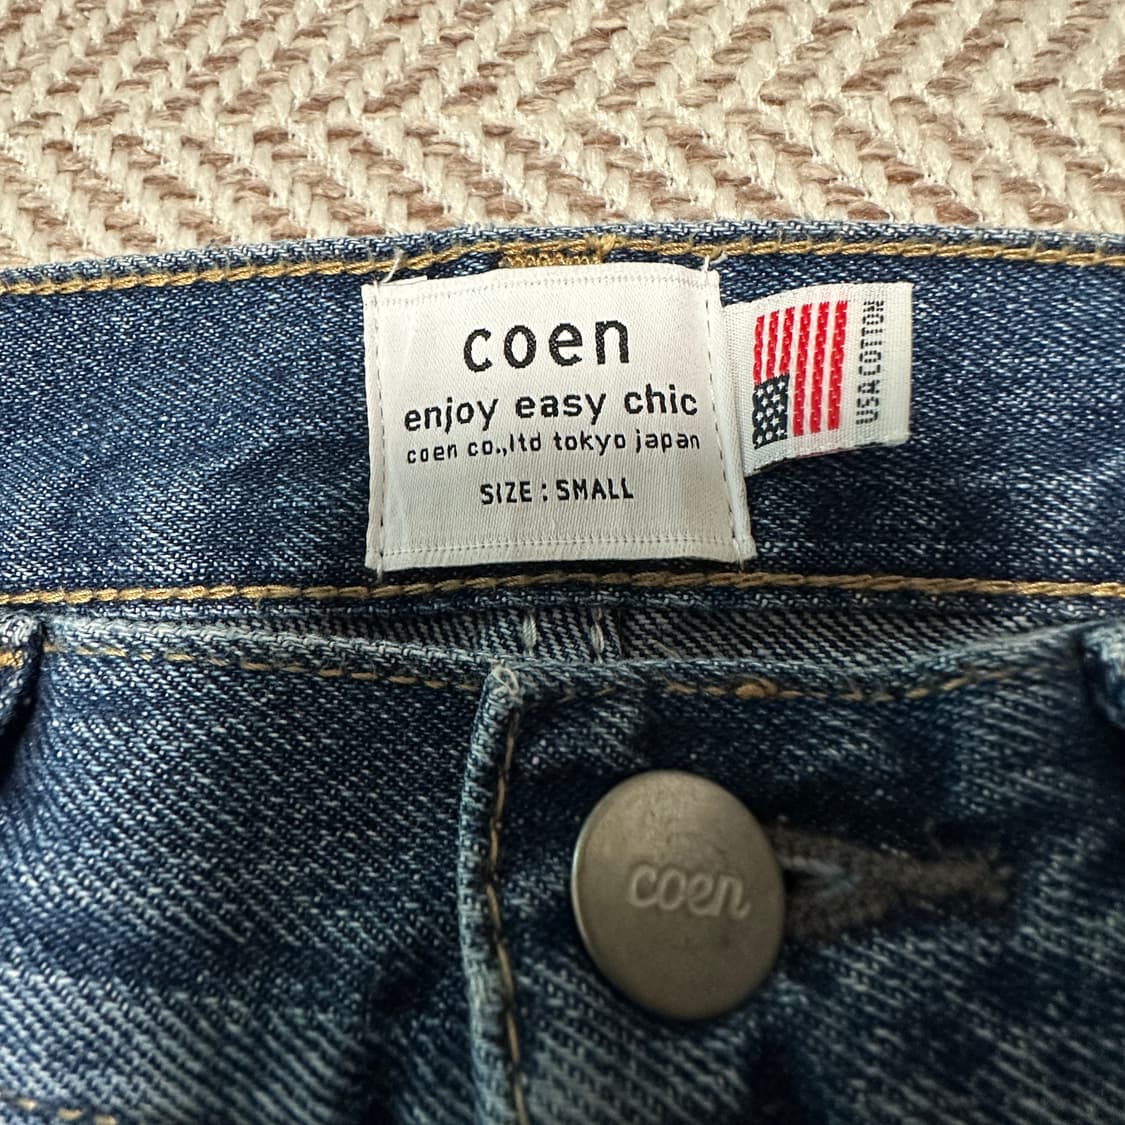 coen
enjoy easy chic
coen co.,ltd tokyo japan
SIZE : SMALL
USA COTTON
coen